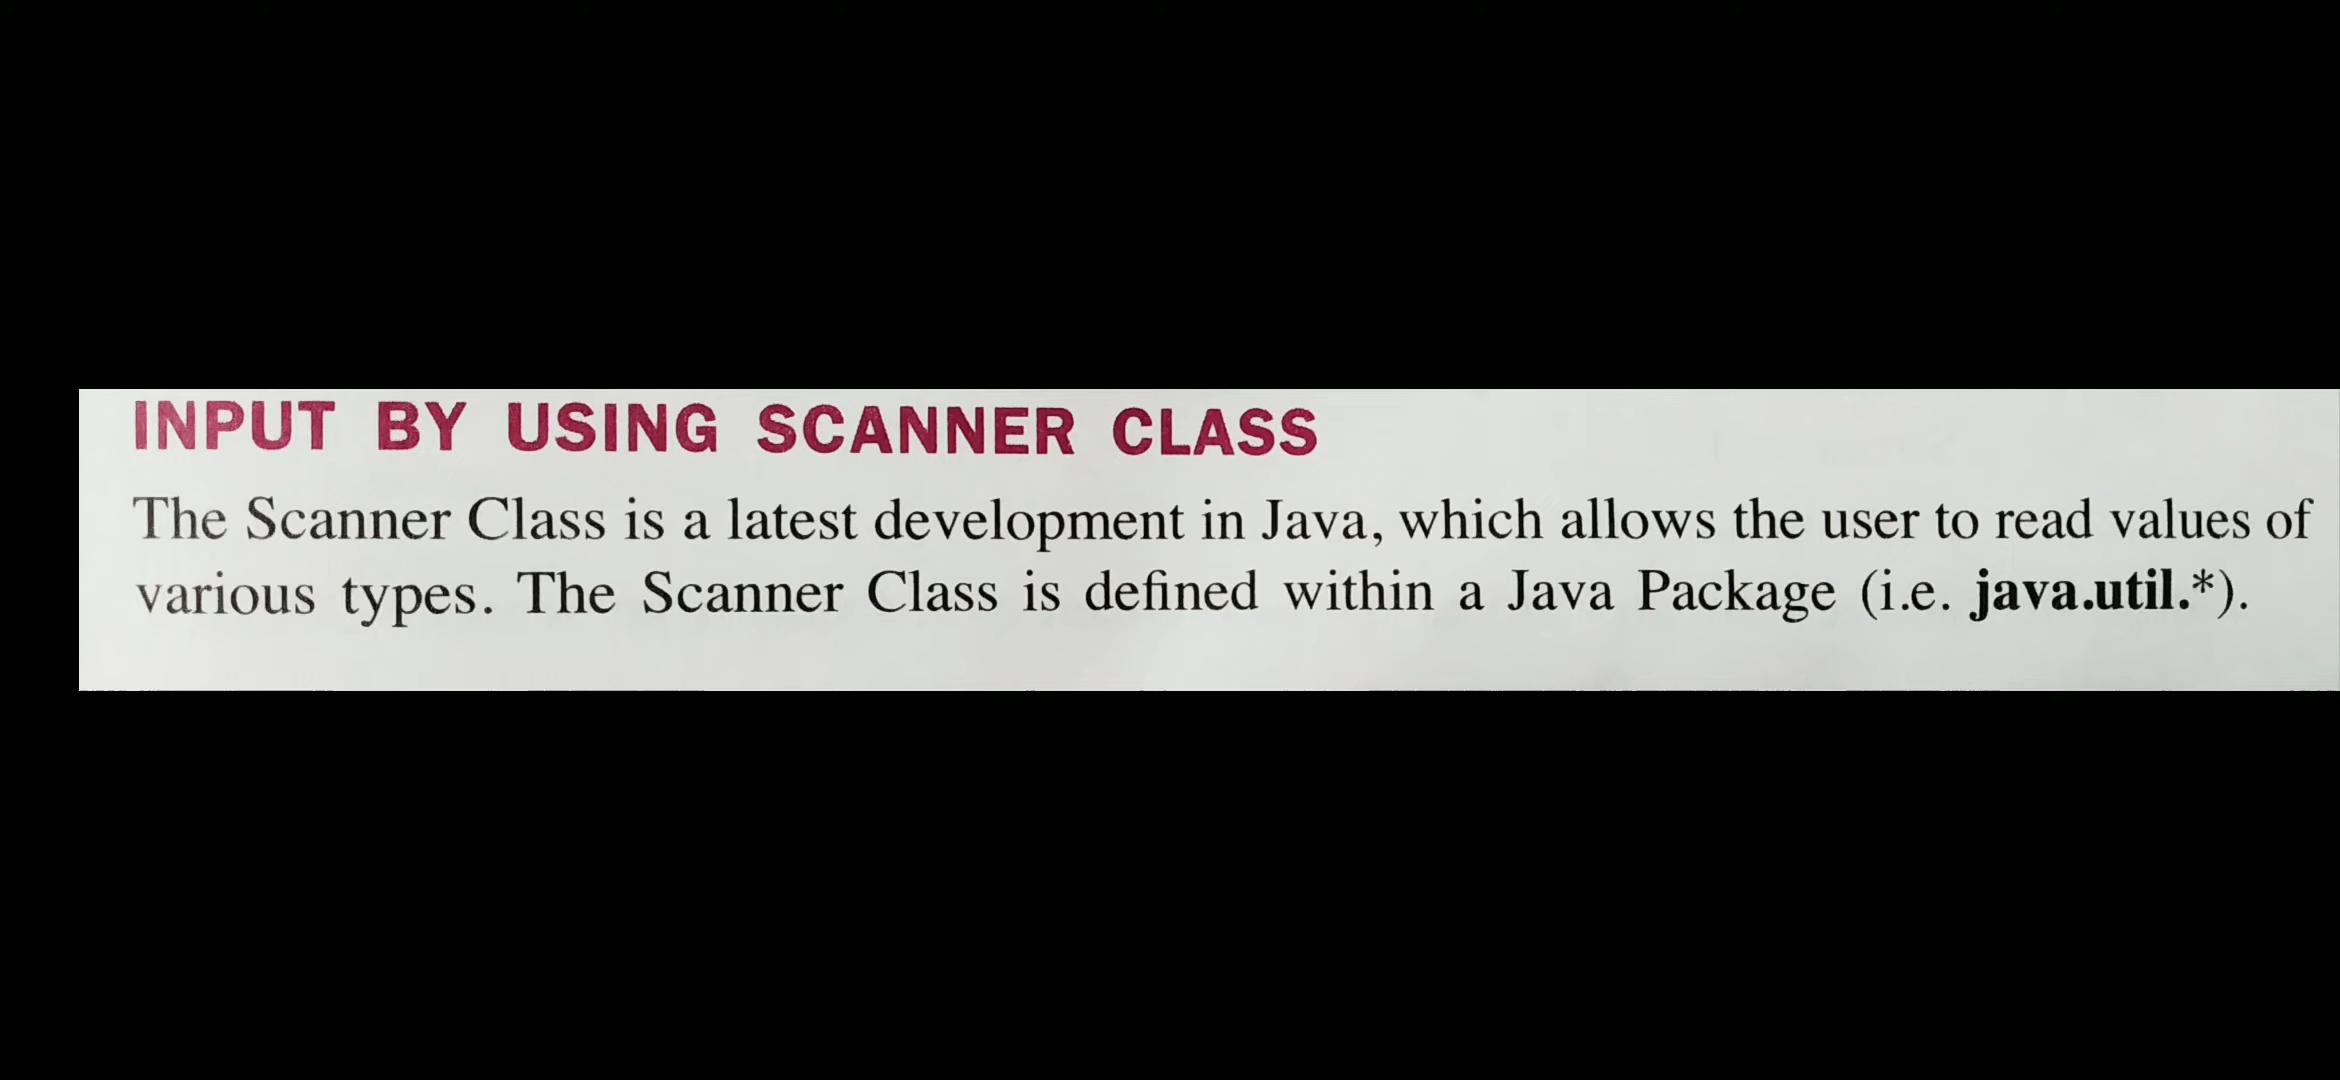 INPUT BY USING SCANNER CLASS
The Scanner Class is a latest development in Java, which allows the user to read values of
various types. The Scanner Class is defined within a Java Package (i.e. java.util.*).